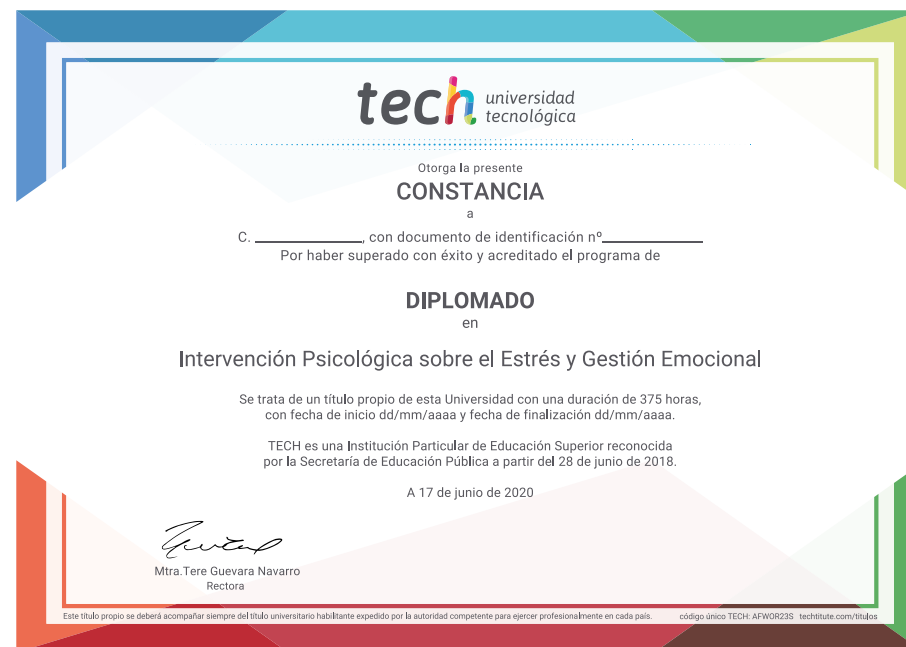 tech universidad
tecnológica
Otorga la presente
CONSTANCIA
a
C. ____________, con documento de identificación nº____________
Por haber superado con éxito y acreditado el programa de
DIPLOMADO
en
Intervención Psicológica sobre el Estrés y Gestión Emocional
Se trata de un título propio de esta Universidad con una duración de 375 horas,
con fecha de inicio dd/mm/aaaa y fecha de finalización dd/mm/aaaa.
TECH es una Institución Particular de Educación Superior reconocida
por la Secretaría de Educación Pública a partir del 28 de junio de 2018.
A 17 de junio de 2020
Mtra.Tere Guevara Navarro
Rectora
Este título propio se deberá acompañar siempre del título universitario habilitante expedido por la autoridad competente para ejercer profesionalmente en cada país. código único TECH: AFWOR23S techtitute.com/titulos